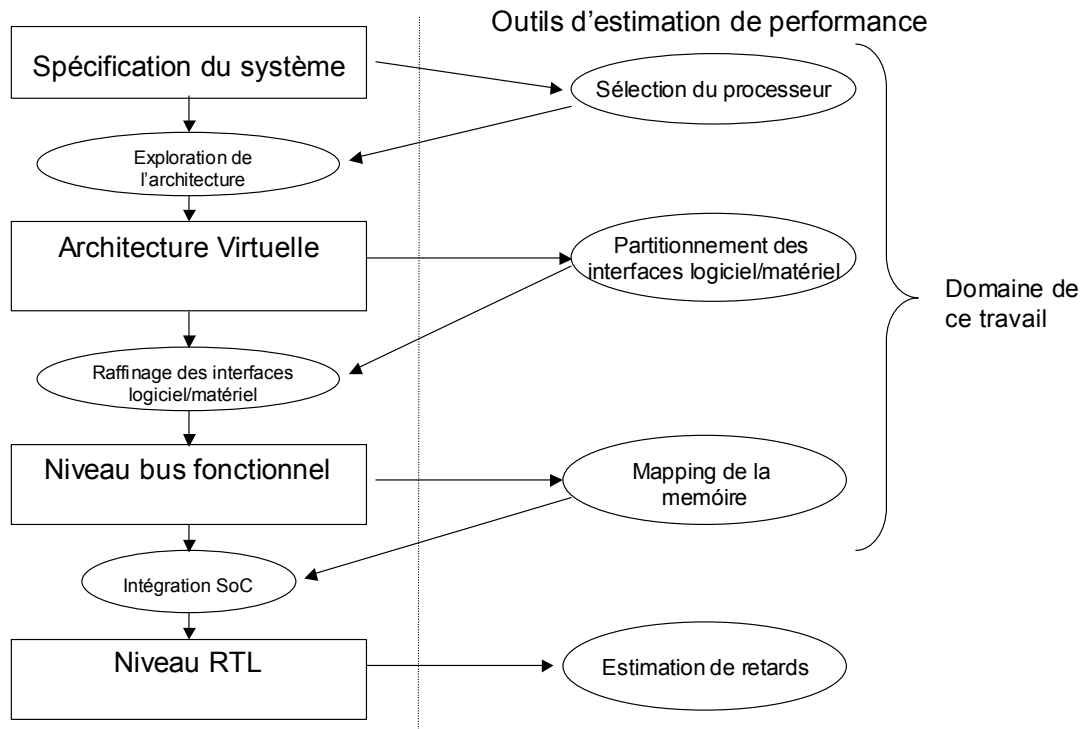 Outils d'estimation de performance
Spécification du système
Sélection du processeur
Exploration de
l'architecture
Architecture Virtuelle
Partitionnement des
interfaces logiciel/matériel
Domaine de
ce travail
Raffinage des interfaces
logiciel/matériel
Niveau bus fonctionnel
Mapping de la
memóire
Intégration SoC
Niveau RTL
Estimation de retards